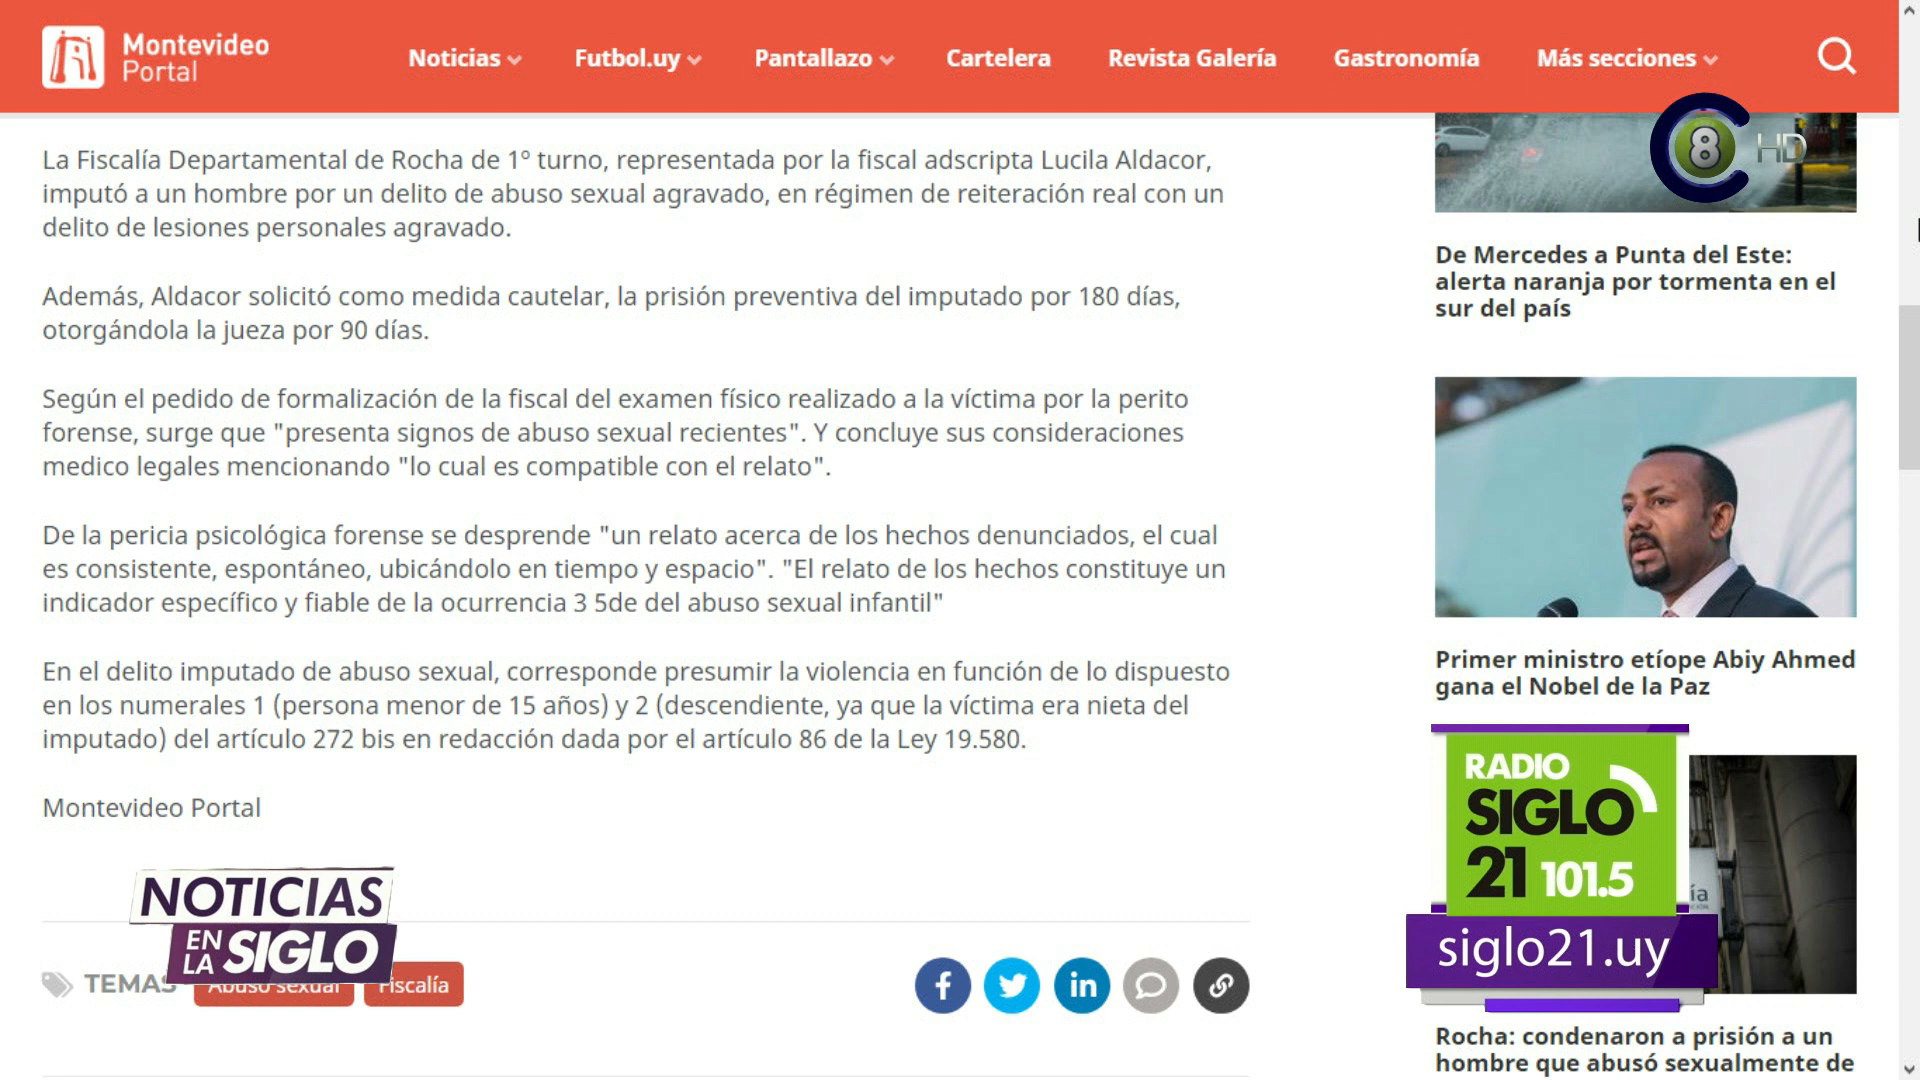 Montevideo
Portal
Noticias
Futbol.uy
Pantallazo
Cartelera
Revista Galería
Gastronomía
Más secciones
8 HD
La Fiscalía Departamental de Rocha de 1º turno, representada por la fiscal adscripta Lucila Aldacor,
imputó a un hombre por un delito de abuso sexual agravado, en régimen de reiteración real con un
delito de lesiones personales agravado.
Además, Aldacor solicitó como medida cautelar, la prisión preventiva del imputado por 180 días,
otorgándola la jueza por 90 días.
Según el pedido de formalización de la fiscal del examen físico realizado a la víctima por la perito
forense, surge que "presenta signos de abuso sexual recientes". Y concluye sus consideraciones
medico legales mencionando "lo cual es compatible con el relato".
De la pericia psicológica forense se desprende "un relato acerca de los hechos denunciados, el cual
es consistente, espontáneo, ubicándolo en tiempo y espacio". "El relato de los hechos constituye un
indicador específico y fiable de la ocurrencia 3 5de del abuso sexual infantil"
En el delito imputado de abuso sexual, corresponde presumir la violencia en función de lo dispuesto
en los numerales 1 (persona menor de 15 años) y 2 (descendiente, ya que la víctima era nieta del
imputado) del artículo 272 bis en redacción dada por el artículo 86 de la Ley 19.580.
Montevideo Portal
NOTICIAS
EN LA SIGLO
TEMAS
Abuso sexual
Fiscalía
De Mercedes a Punta del Este:
alerta naranja por tormenta en el
sur del país
Primer ministro etíope Abiy Ahmed
gana el Nobel de la Paz
RADIO
SIGLO
21 101.5
siglo21.uy
Rocha: condenaron a prisión a un
hombre que abusó sexualmente de